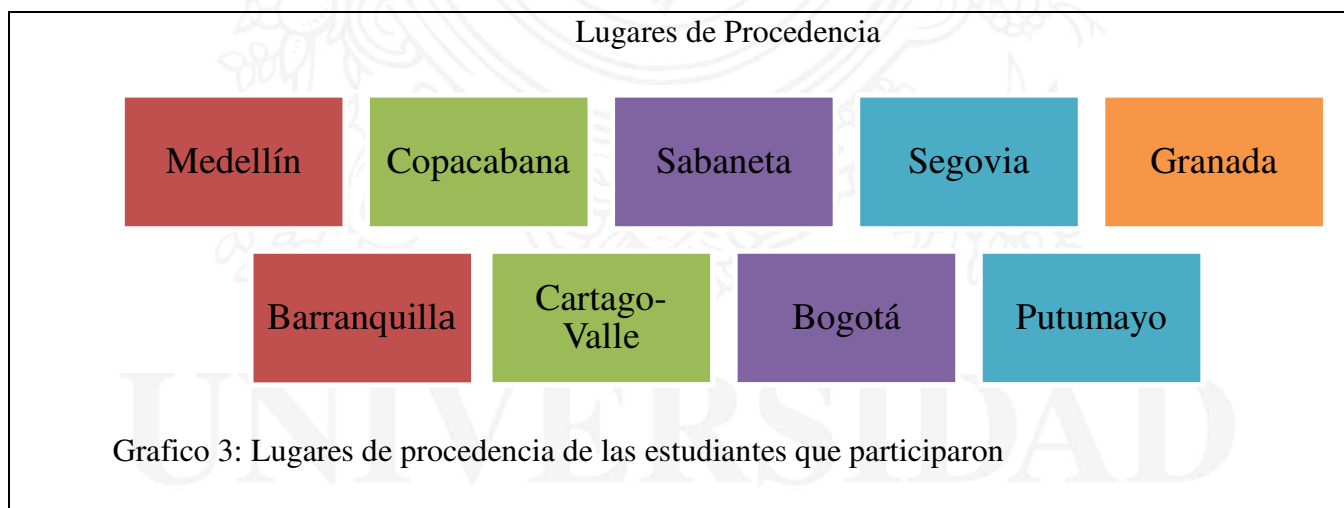 Lugares de Procedencia
Medellín
Copacabana
Sabaneta
Segovia
Granada
Barranquilla
Cartago-
Valle
Bogotá
Putumayo
UNIVERSIDAD
Grafico 3: Lugares de procedencia de las estudiantes que participaron